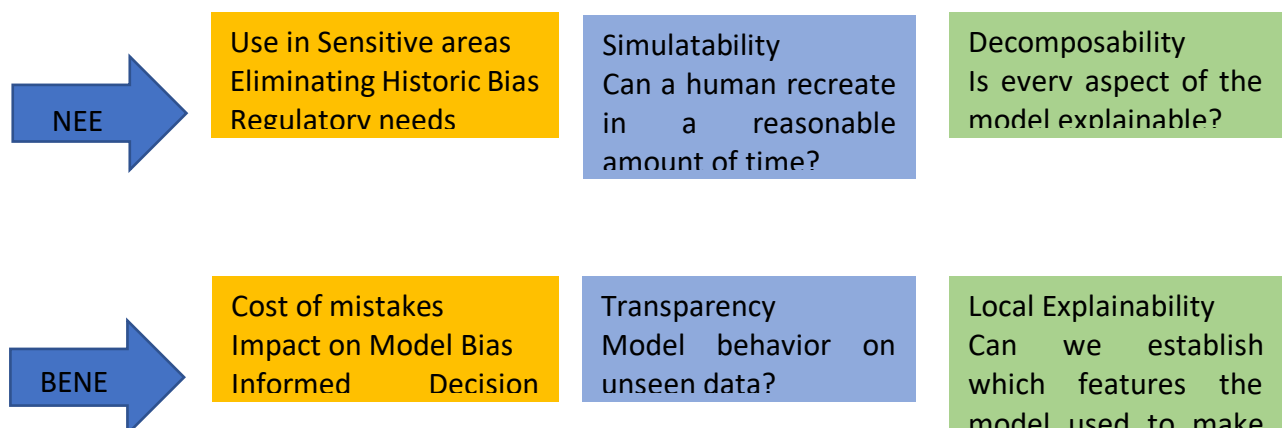 NEE
Use in Sensitive areas
Eliminating Historic Bias
Regulatory needs
Simulatability
Can a human recreate
in a reasonable
amount of time?
Decomposability
Is every aspect of the
model explainable?
BENE
Cost of mistakes
Impact on Model Bias
Informed Decision
Transparency
Model behavior on
unseen data?
Local Explainability
Can we establish
which features the
model used to make